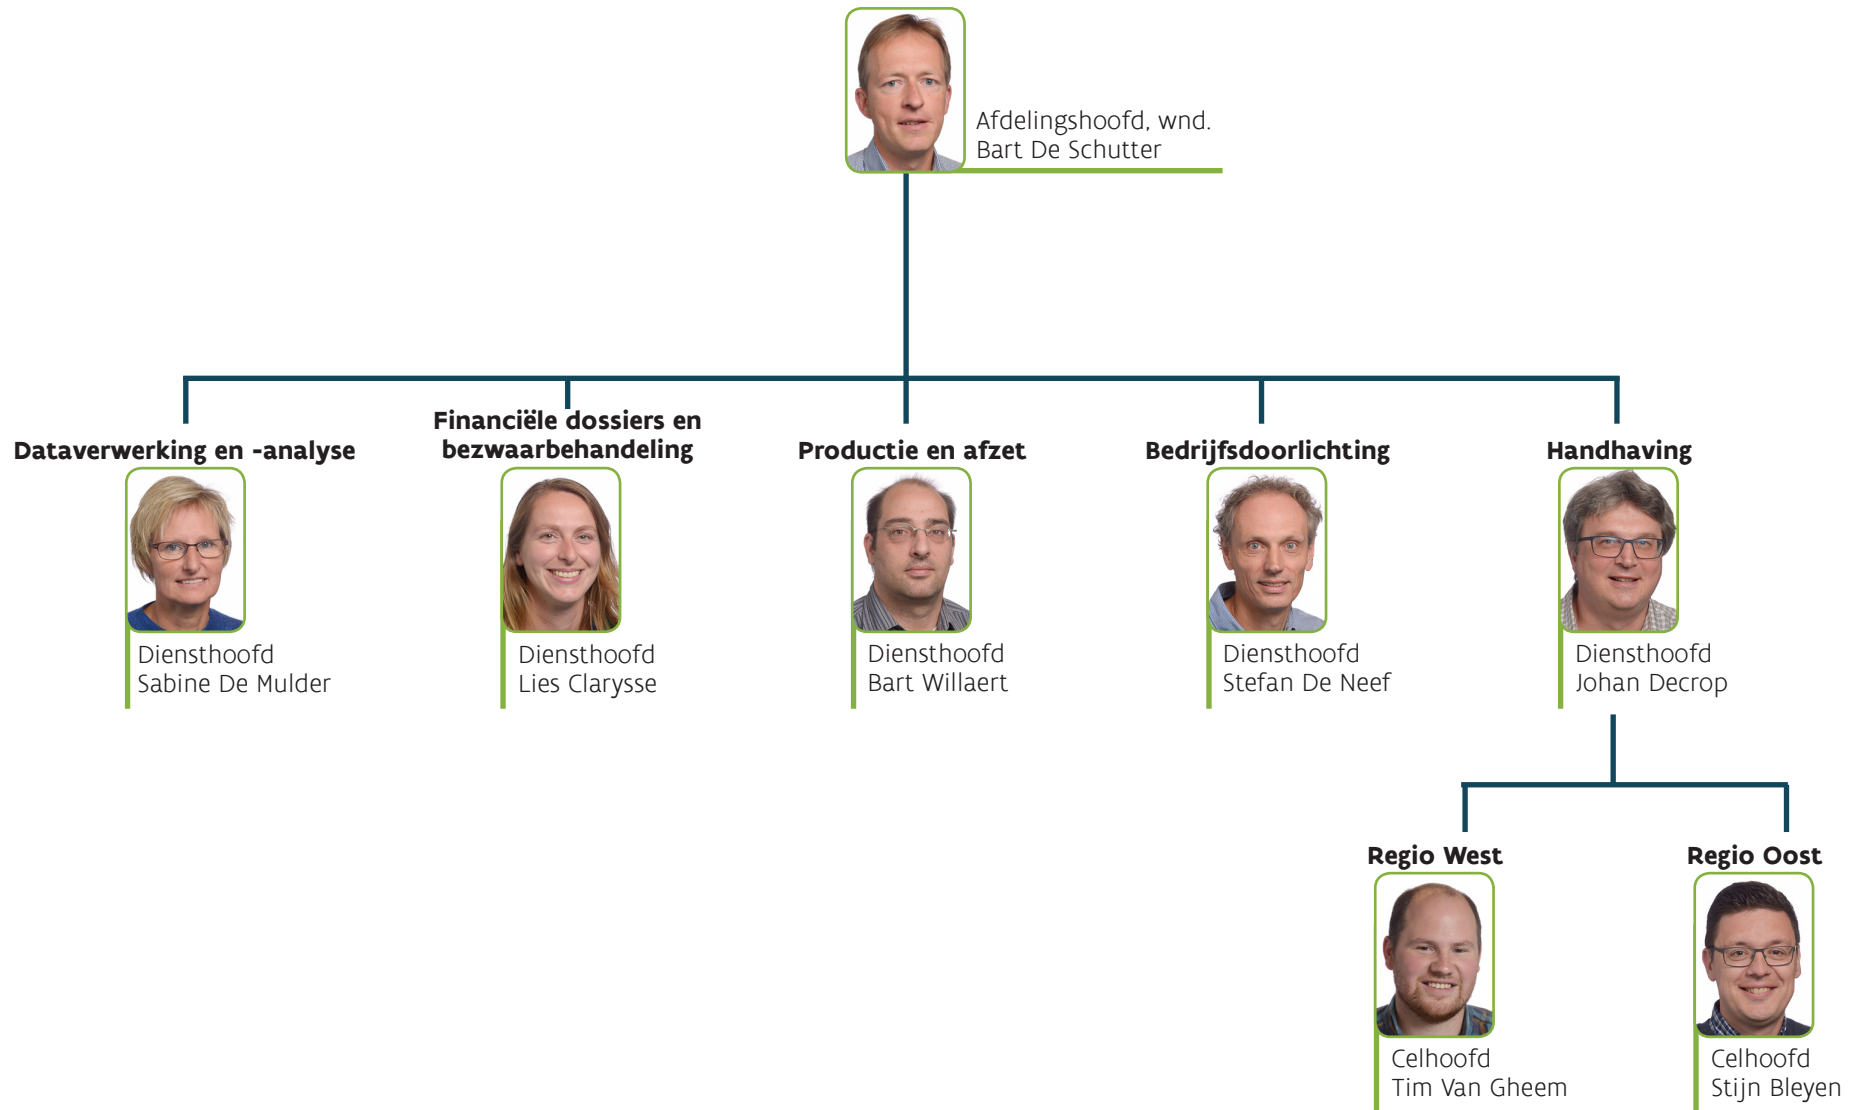 Afdelingshoofd, wnd.
Bart De Schutter
Dataverwerking en -analyse
Diensthoofd
Sabine De Mulder
Financiële dossiers en
bezwaarbehandeling
Diensthoofd
Lies Clarysse
Productie en afzet
Diensthoofd
Bart Willaert
Bedrijfsdoorlichting
Diensthoofd
Stefan De Neef
Handhaving
Diensthoofd
Johan Decrop
Regio West
Celhoofd
Tim Van Gheem
Regio Oost
Celhoofd
Stijn Bleyen